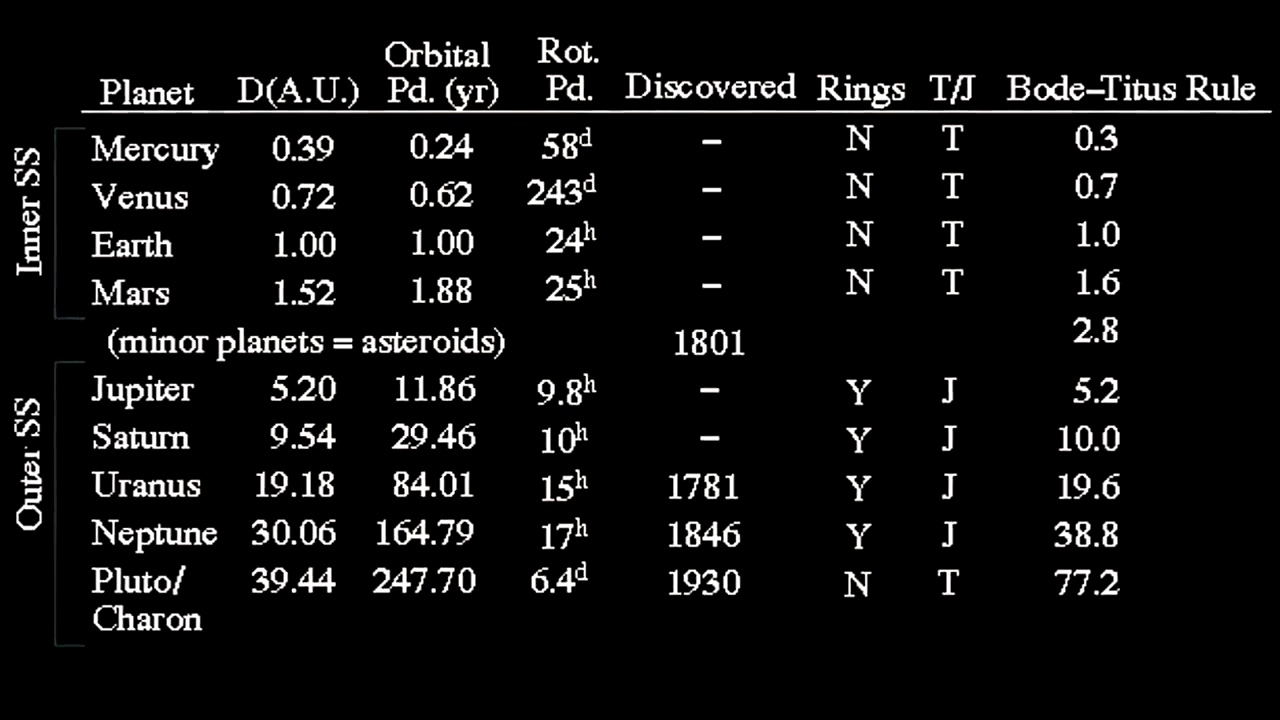 Orbital Rot.
Planet D(A.U.) Pd. (yr) Pd. Discovered Rings T/J Bode–Titus Rule
Inner SS
Mercury 0.39 0.24 58d – N T 0.3
Venus 0.72 0.62 243d – N T 0.7
Earth 1.00 1.00 24h – N T 1.0
Mars 1.52 1.88 25h – N T 1.6
(minor planets = asteroids) 1801 2.8
Outer SS
Jupiter 5.20 11.86 9.8h – Y J 5.2
Saturn 9.54 29.46 10h – Y J 10.0
Uranus 19.18 84.01 15h 1781 Y J 19.6
Neptune 30.06 164.79 17h 1846 Y J 38.8
Pluto/ 39.44 247.70 6.4d 1930 N T 77.2
Charon